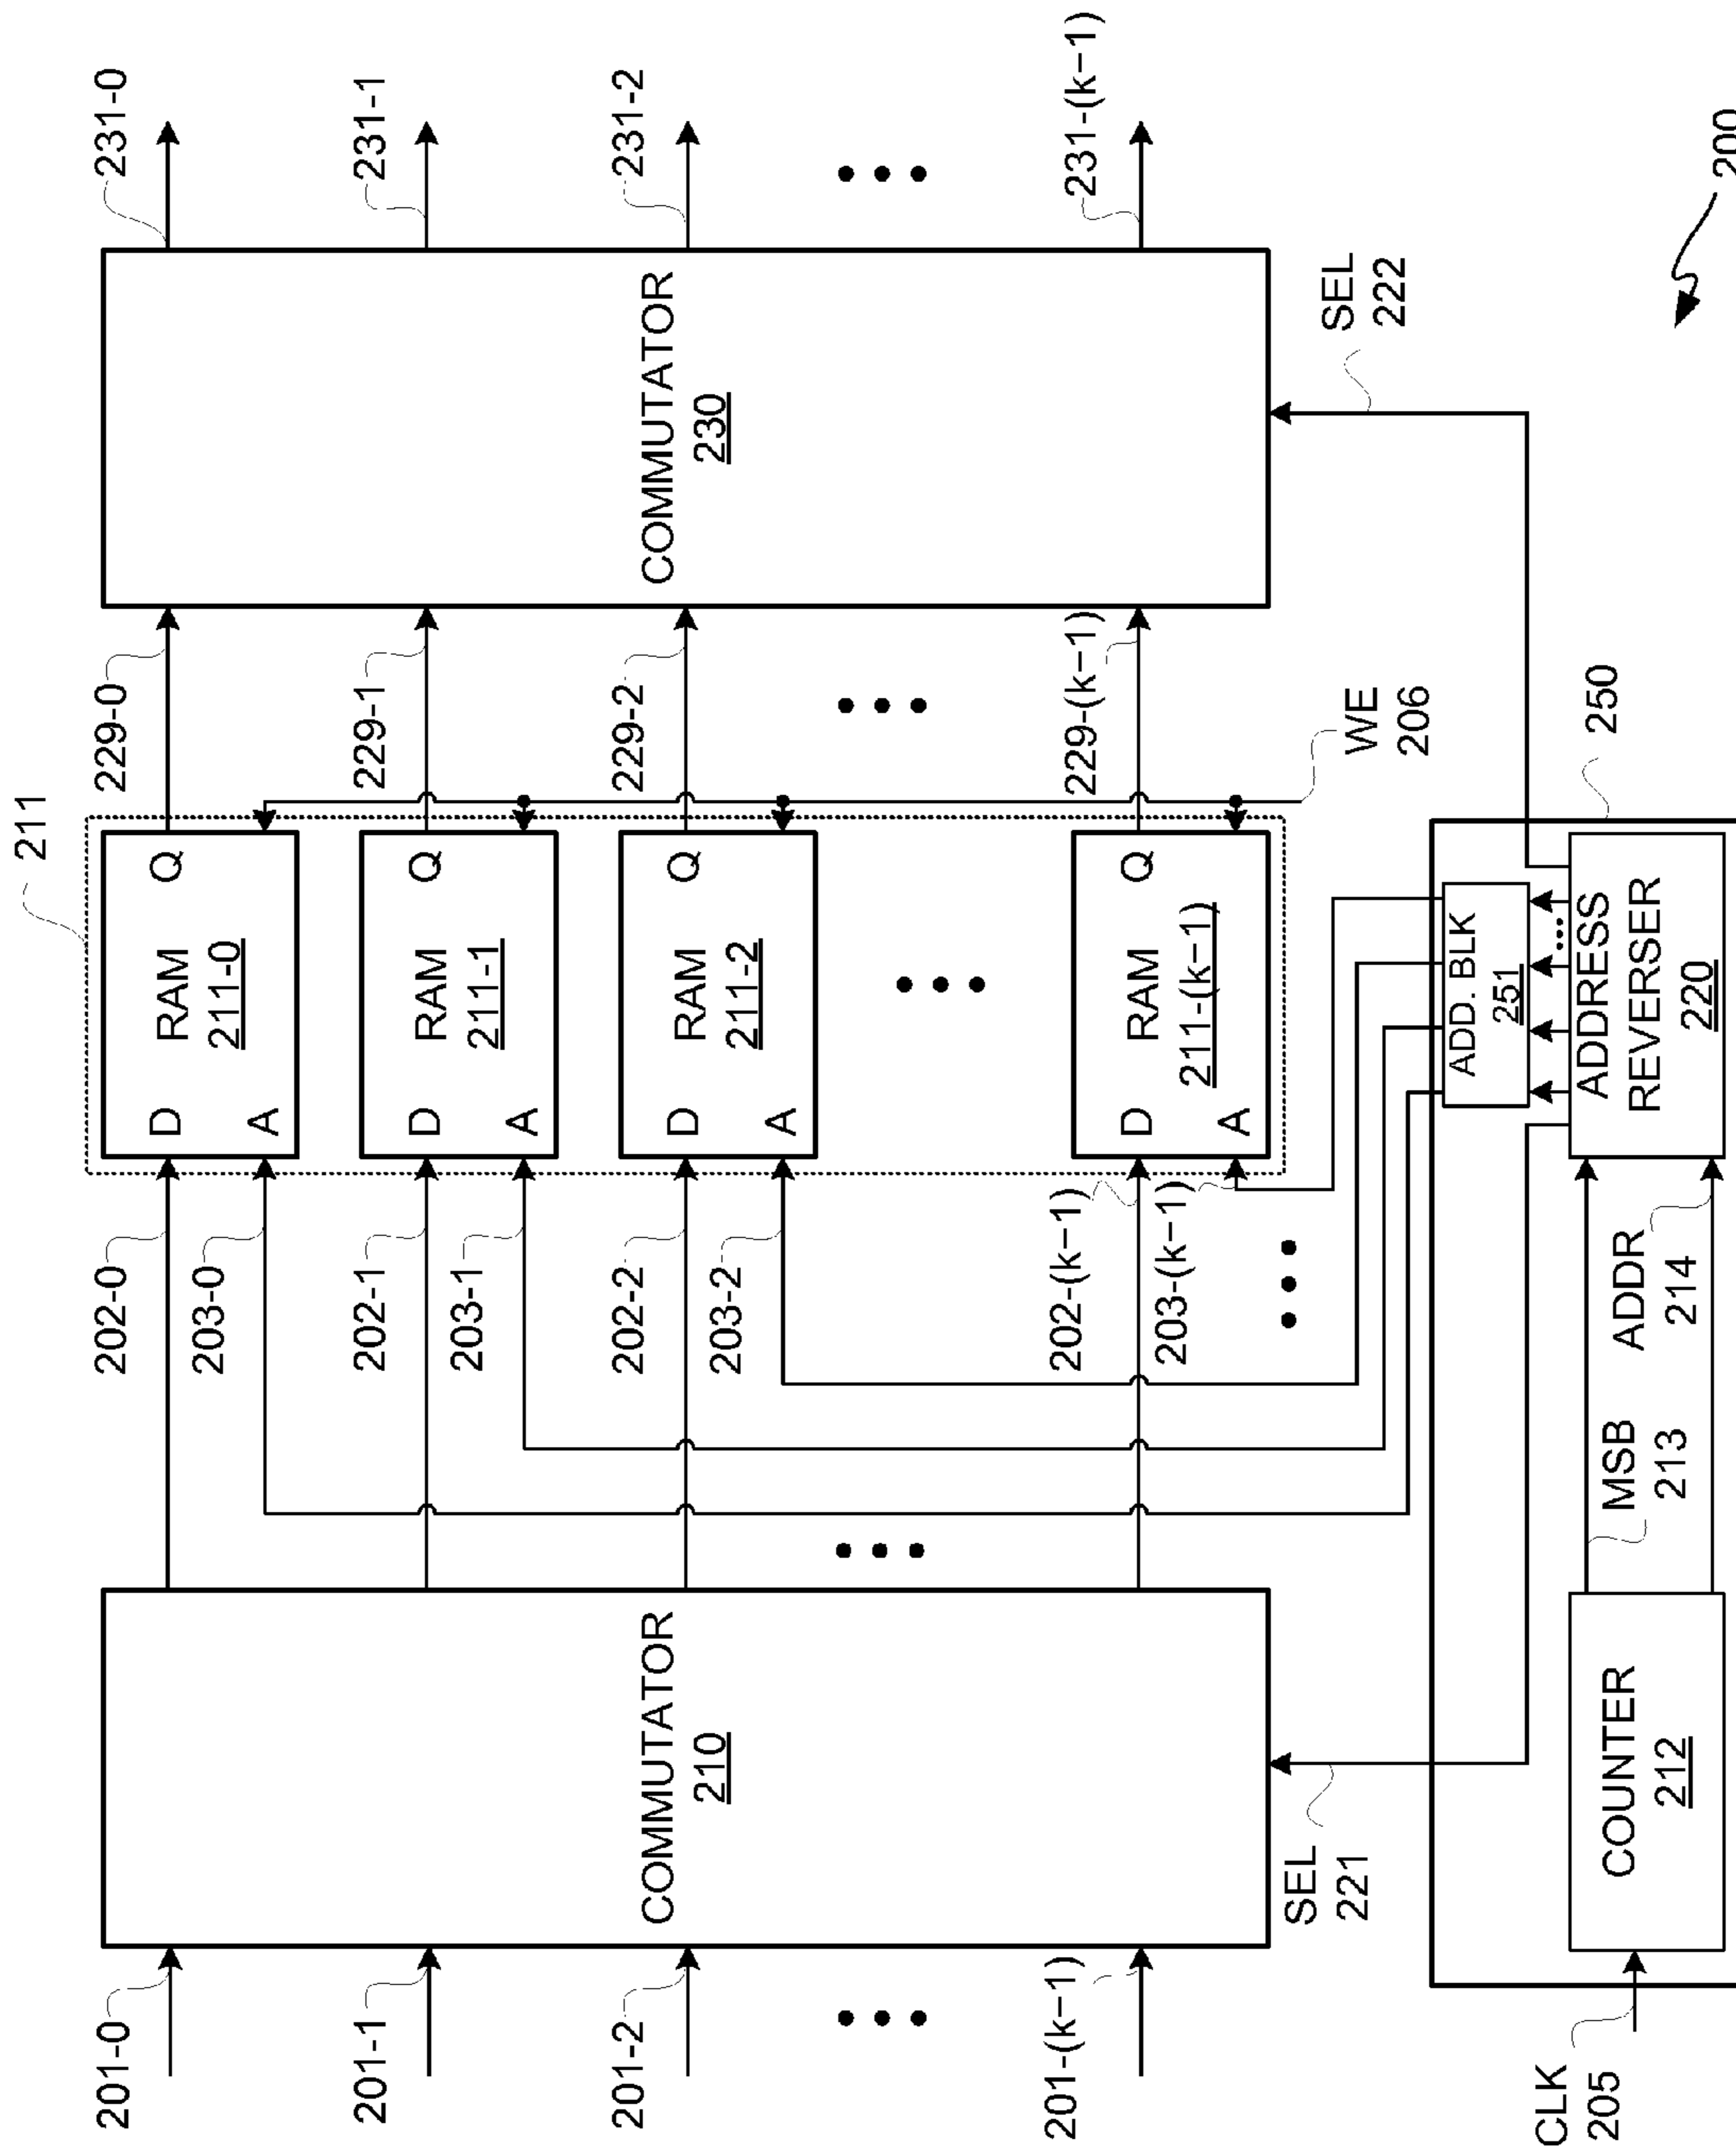 211
201-0
201-1
201-2
201-(k−1)
COMMUTATOR
210
SEL
221
202-0
203-0
202-1
203-1
202-2
203-2
202-(k−1)
203-(k−1)
D
A
RAM
211-0
Q
D
A
RAM
211-1
Q
D
A
RAM
211-2
Q
D
A
RAM
211-(k−1)
Q
229-0
229-1
229-2
229-(k−1)
WE
206
COMMUTATOR
230
SEL
222
231-0
231-1
231-2
231-(k−1)
CLK
205
COUNTER
212
MSB
213
ADDR
214
ADD. BLK
251
ADDRESS
REVERSER
220
250
200